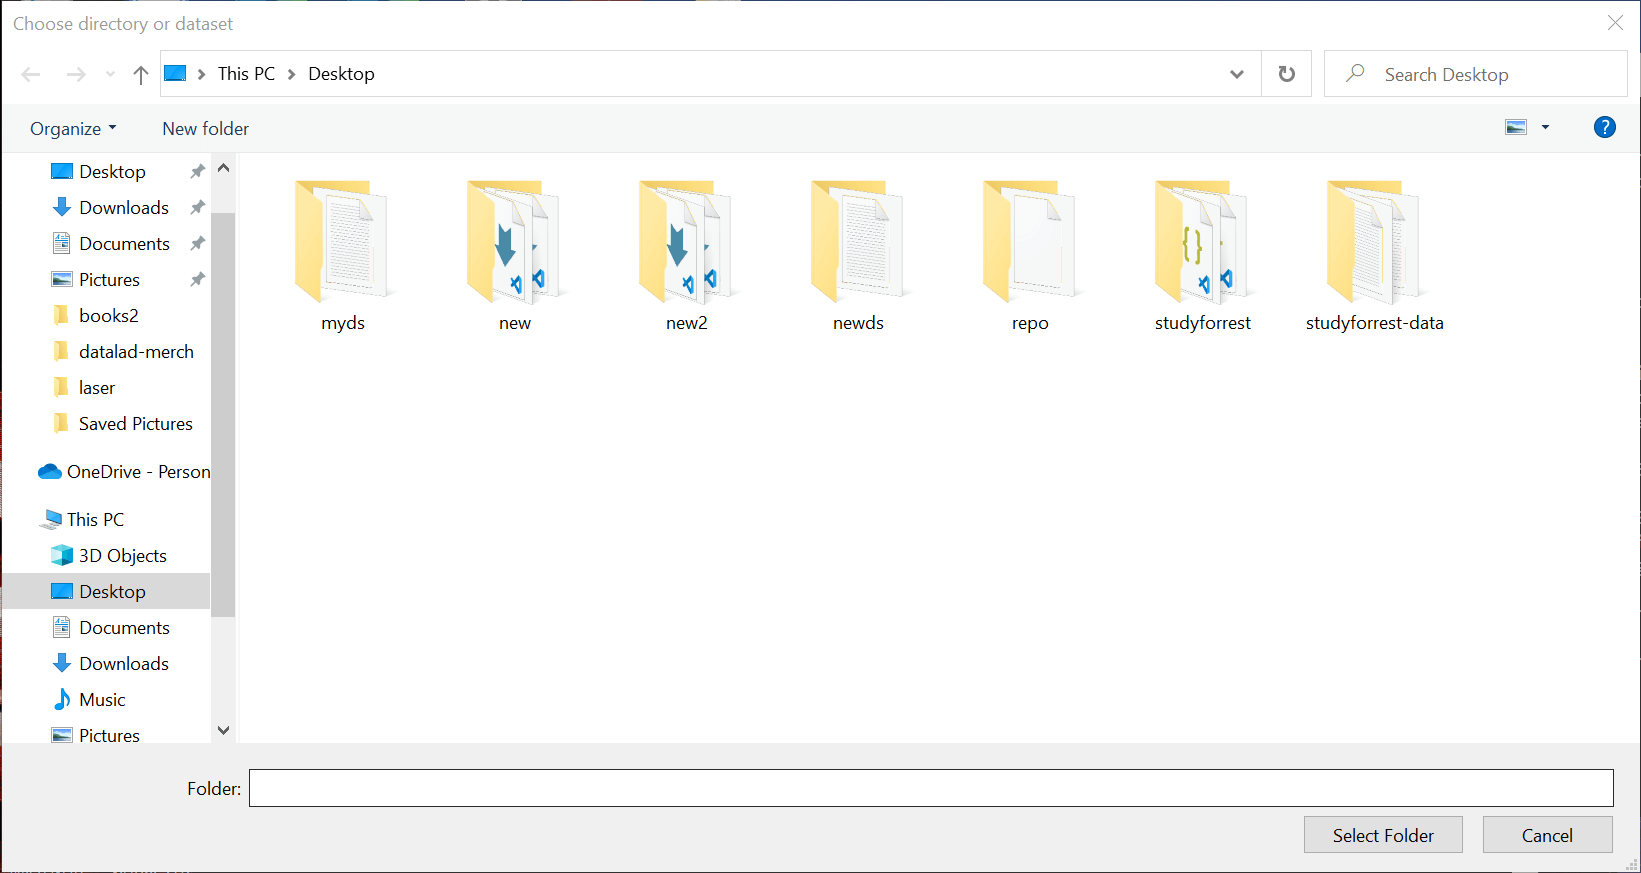 Choose directory or dataset
This PC Desktop
Search Desktop
Organize New folder
?
Desktop
Downloads
Documents
Pictures
books2
datalad-merch
laser
Saved Pictures
OneDrive - Person
This PC
3D Objects
Desktop
Documents
Downloads
Music
Pictures
myds new new2 newds repo studyforrest studyforrest-data
Folder:
Select Folder Cancel